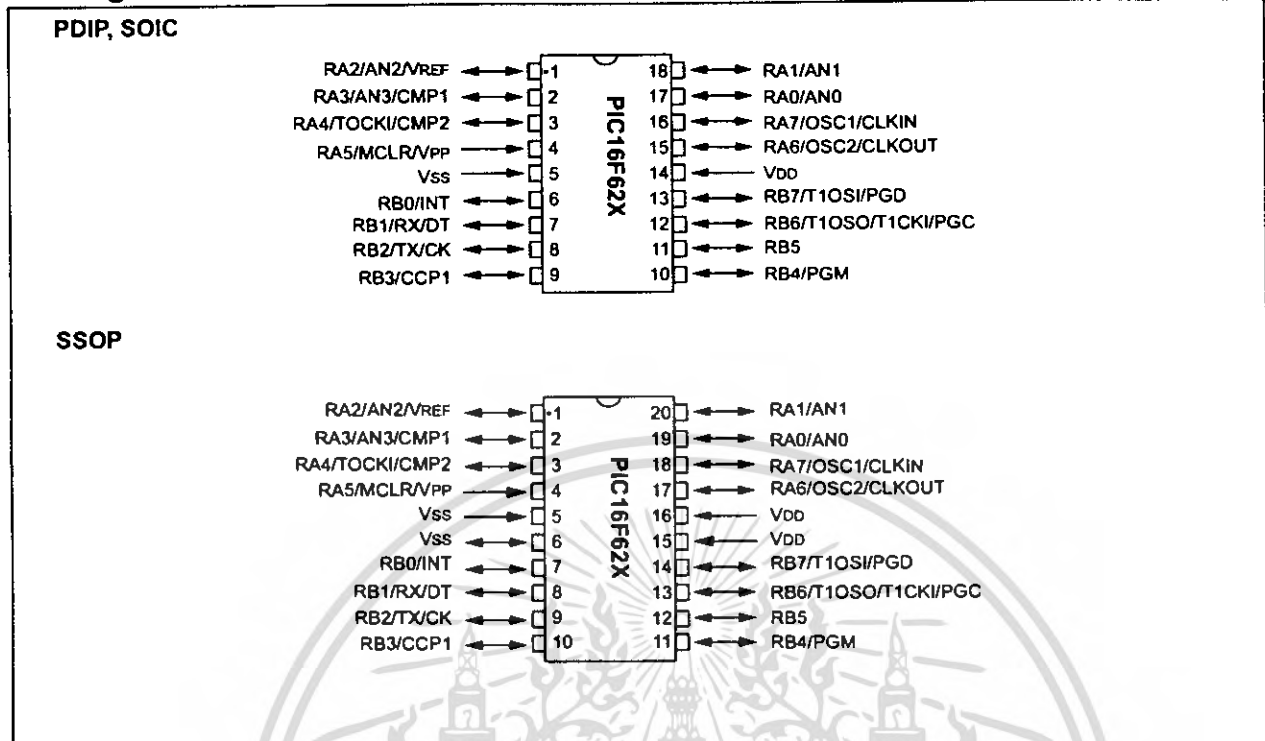 PDIP, SOIC
RA2/AN2/VREF 1 18 RA1/AN1
RA3/AN3/CMP1 2 17 RA0/AN0
RA4/TOCKI/CMP2 3 16 RA7/OSC1/CLKIN
RA5/MCLR/VPP 4 15 RA6/OSC2/CLKOUT
VSS 5 14 VDD
RB0/INT 6 13 RB7/T1OSI/PGD
RB1/RX/DT 7 12 RB6/T1OSO/T1CKI/PGC
RB2/TX/CK 8 11 RB5
RB3/CCP1 9 10 RB4/PGM
PIC16F62X
SSOP
RA2/AN2/VREF 1 20 RA1/AN1
RA3/AN3/CMP1 2 19 RA0/AN0
RA4/TOCKI/CMP2 3 18 RA7/OSC1/CLKIN
RA5/MCLR/VPP 4 17 RA6/OSC2/CLKOUT
VSS 5 16 VDD
VSS 6 15 VDD
RB0/INT 7 14 RB7/T1OSI/PGD
RB1/RX/DT 8 13 RB6/T1OSO/T1CKI/PGC
RB2/TX/CK 9 12 RB5
RB3/CCP1 10 11 RB4/PGM
PIC16F62X